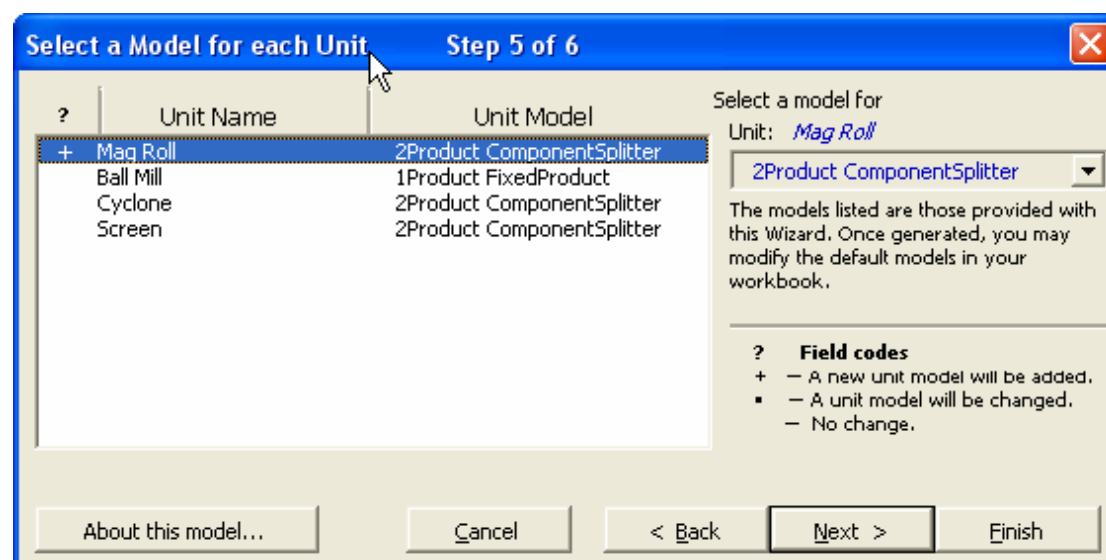 Select a Model for each Unit Step 5 of 6
? Unit Name Unit Model
+ Mag Roll 2Product ComponentSplitter
Ball Mill 1Product FixedProduct
Cyclone 2Product ComponentSplitter
Screen 2Product ComponentSplitter
Select a model for
Unit: Mag Roll
2Product ComponentSplitter
The models listed are those provided with
this Wizard. Once generated, you may
modify the default models in your
workbook.
? Field codes
+ — A new unit model will be added.
▪ — A unit model will be changed.
— No change.
About this model... Cancel < Back Next > Finish